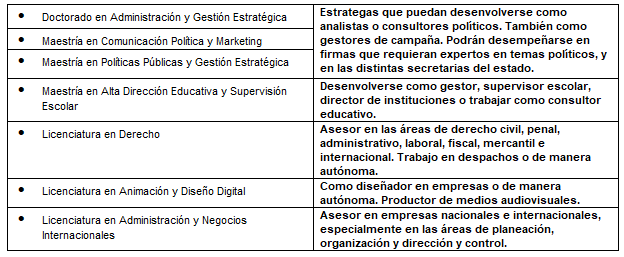 • Doctorado en Administración y Gestión Estratégica
• Maestría en Comunicación Política y Marketing
• Maestría en Políticas Públicas y Gestión Estratégica
Estrategas que puedan desenvolverse como
analistas o consultores políticos. También como
gestores de campaña. Podrán desempeñarse en
firmas que requieran expertos en temas políticos, y
en las distintas secretarias del estado.
• Maestría en Alta Dirección Educativa y Supervisión
Escolar
Desenvolverse como gestor, supervisor escolar,
director de instituciones o trabajar como consultor
educativo.
• Licenciatura en Derecho
Asesor en las áreas de derecho civil, penal,
administrativo, laboral, fiscal, mercantil e
internacional. Trabajo en despachos o de manera
autónoma.
• Licenciatura en Animación y Diseño Digital
Como diseñador en empresas o de manera
autónoma. Productor de medios audiovisuales.
• Licenciatura en Administración y Negocios
Internacionales
Asesor en empresas nacionales e internacionales,
especialmente en las áreas de planeación,
organización y dirección y control.